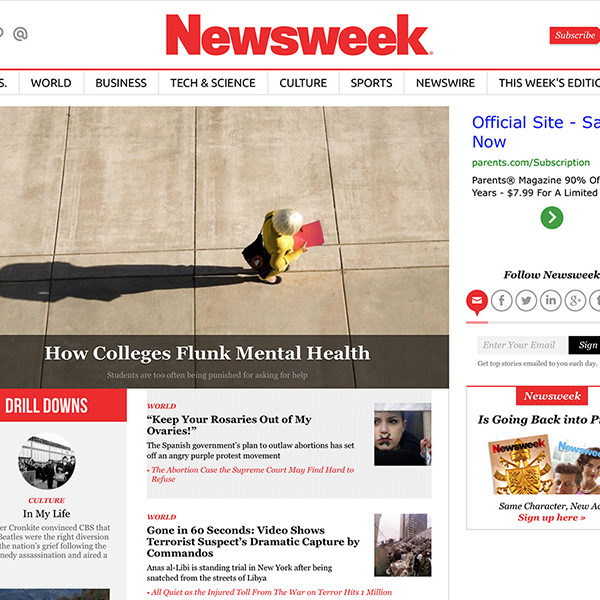 Newsweek
Subscribe
S.
WORLD
BUSINESS
TECH & SCIENCE
CULTURE
SPORTS
NEWSWIRE
THIS WEEK'S EDITIO
How Colleges Flunk Mental Health
Students are too often being punished for asking for help
Official Site - Sa
Now
parents.com/Subscription
Parents® Magazine 90% Of
Years - $7.99 For A Limited
Follow Newsweek
Enter Your Email
Sign
Get top stories emailed to you each day.
Newsweek
Is Going Back into P
Newsweek
Newsweek
Same Character, New Ac
Sign up here »
DRILL DOWNS
CULTURE
In My Life
er Cronkite convinced CBS that
Beatles were the right diversion
the nation's grief following the
nedy assassination and aired a
WORLD
“Keep Your Rosaries Out of My
Ovaries!”
The Spanish government's plan to outlaw abortions has set
off an angry purple protest movement
• The Abortion Case the Supreme Court May Find Hard to
Refuse
WORLD
Gone in 60 Seconds: Video Shows
Terrorist Suspect's Dramatic Capture by
Commandos
Anas al-Libi is standing trial in New York after being
snatched from the streets of Libya
• All Quiet as the Injured Toll From The War on Terror Hits 1 Million